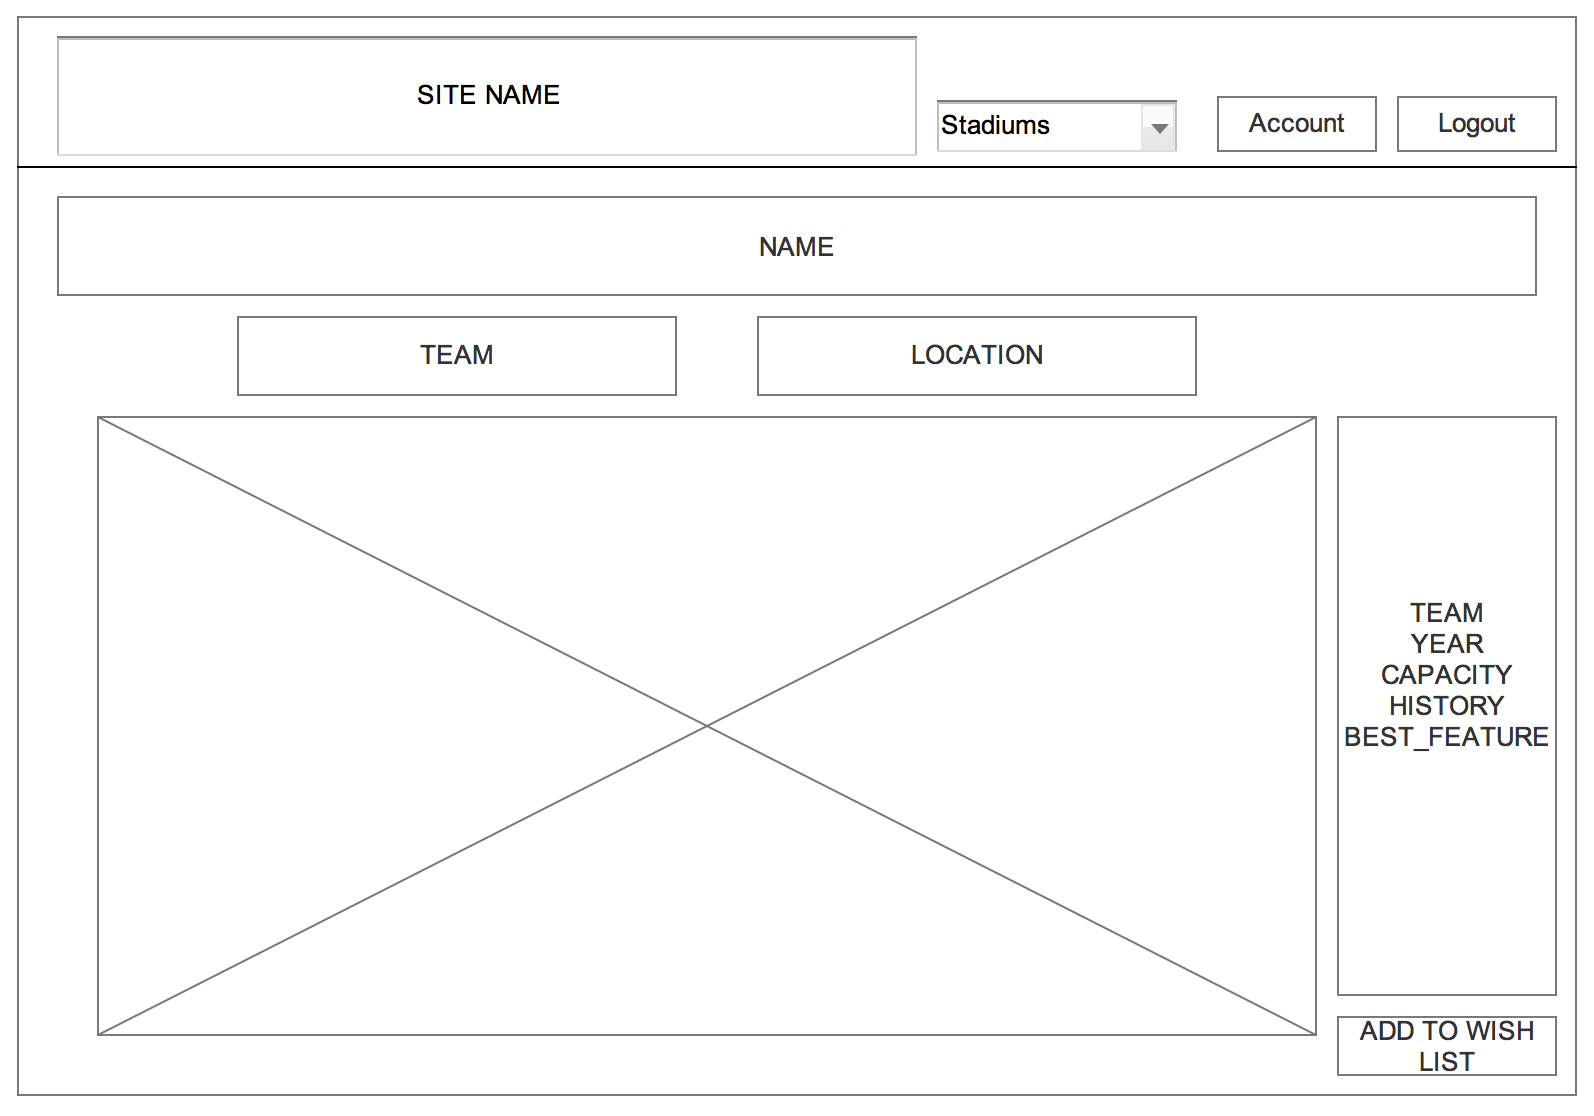 SITE NAME
Stadiums
Account
Logout
NAME
TEAM
LOCATION
TEAM
YEAR
CAPACITY
HISTORY
BEST_FEATURE
ADD TO WISH
LIST